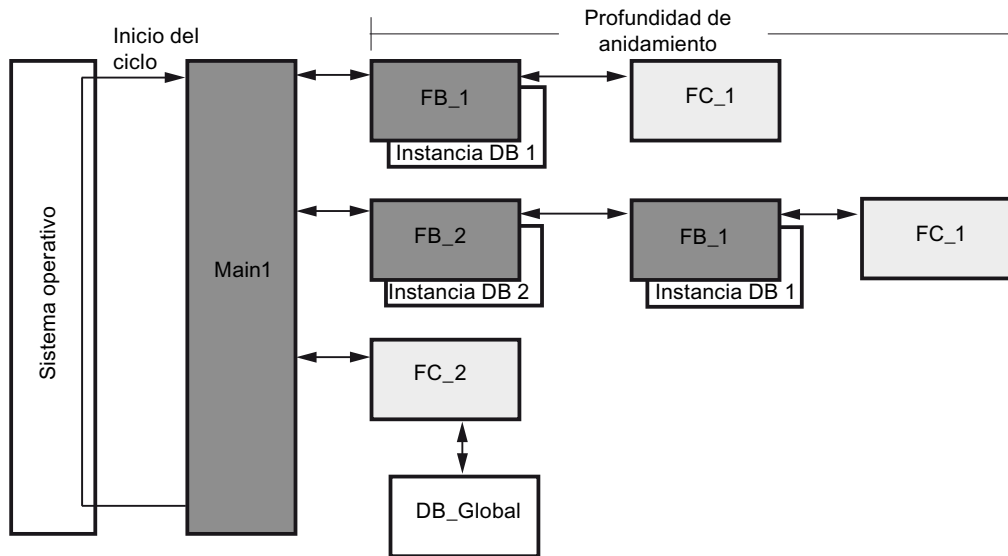 Inicio del
ciclo
Profundidad de
anidamiento
Sistema operativo
Main1
FB_1
Instancia DB 1
FC_1
FB_2
Instancia DB 2
FB_1
Instancia DB 1
FC_1
FC_2
DB_Global